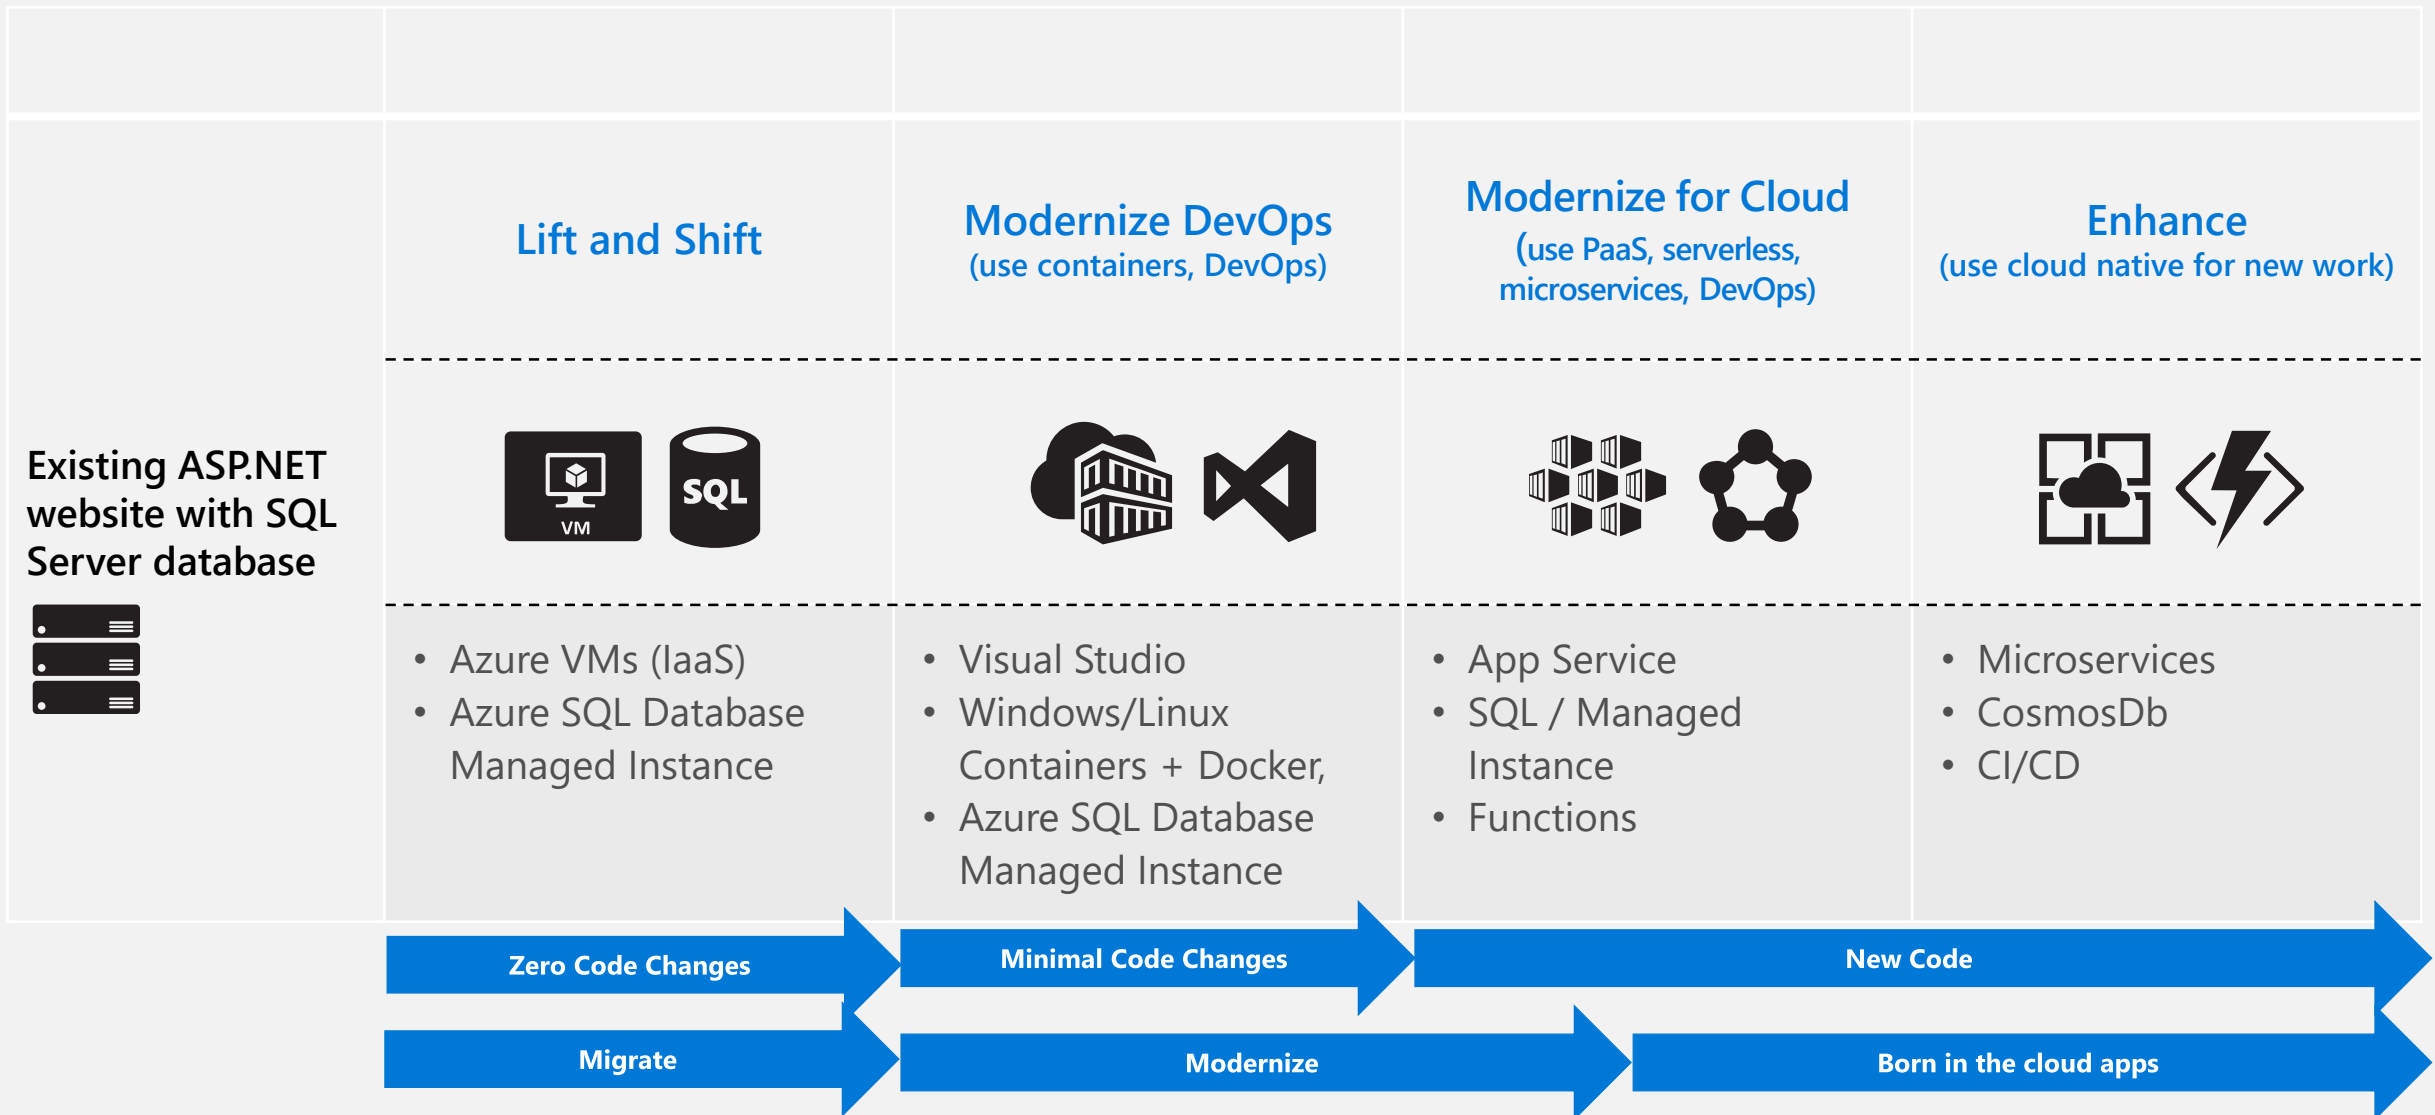 Lift and Shift
Modernize DevOps
(use containers, DevOps)
Modernize for Cloud
(use PaaS, serverless,
microservices, DevOps)
Enhance
(use cloud native for new work)
Existing ASP.NET
website with SQL
Server database
VM
SQL
• Azure VMs (IaaS)
• Azure SQL Database
Managed Instance
• Visual Studio
• Windows/Linux
Containers + Docker,
• Azure SQL Database
Managed Instance
• App Service
• SQL / Managed
Instance
• Functions
• Microservices
• CosmosDb
• CI/CD
Zero Code Changes
Minimal Code Changes
New Code
Migrate
Modernize
Born in the cloud apps